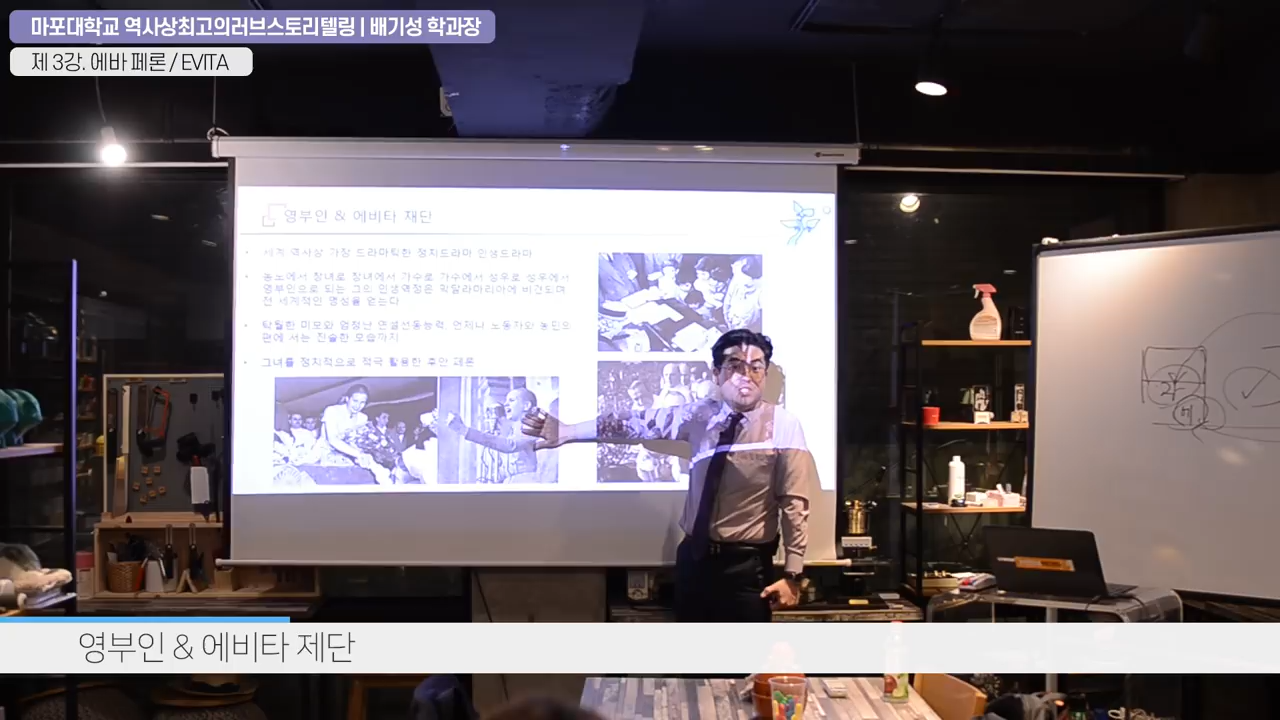 마포대학교 역사상최고의러브스토리텔링 | 배기성 학과장
제 3강. 에바 페론 / EVITA
영부인 & 에비타 재단
• 세계 역사상 가장 드라마틱한 정치드라마 인생드라마
• 농노에서 창녀로 창녀에서 가수로 가수에서 성우로 성우에서
영부인으로 되는 그의 인생역정은 막달라마리아에 비견되며
전 세계적인 명성을 얻는다
• 탁월한 미모와 엄청난 연설선동능력, 언제나 노동자와 농민의
편에 서는 진솔한 모습까지
• 그녀를 정치적으로 적극 활용한 후안 페론
영부인 & 에비타 제단